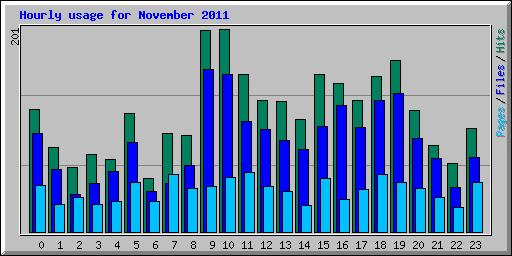 Hourly usage for November 2011
201
Pages/Files/Hits
0 1 2 3 4 5 6 7 8 9 10 11 12 13 14 15 16 17 18 19 20 21 22 23